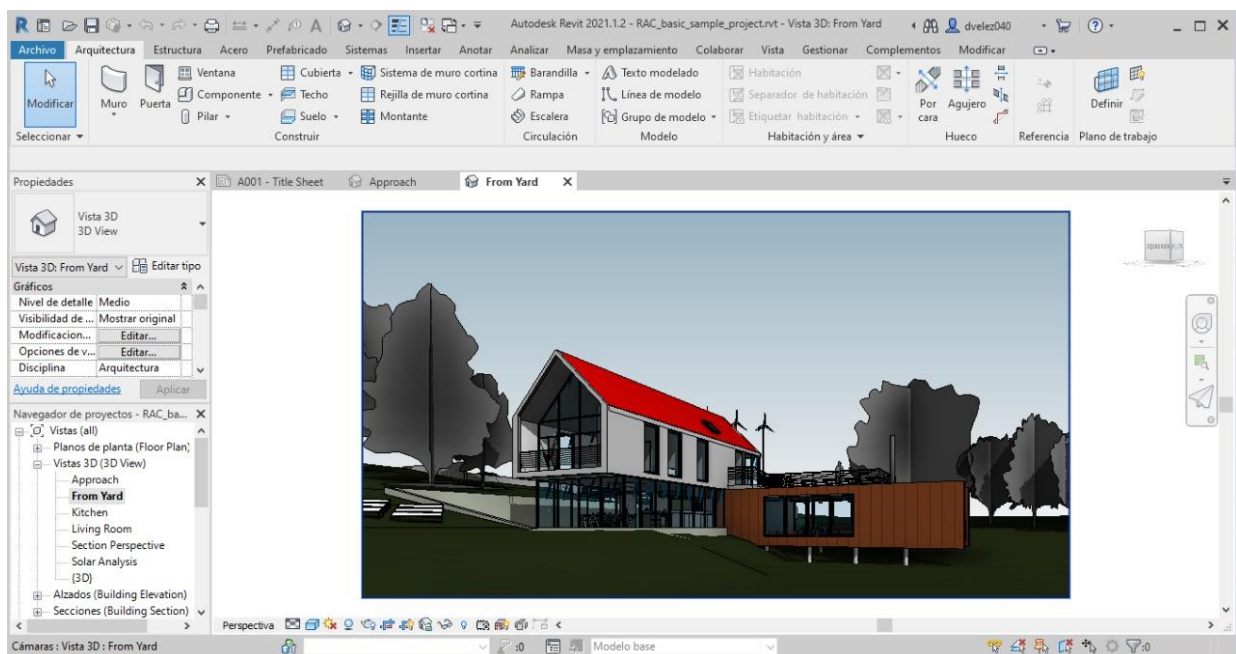 Autodesk Revit 2021.1.2 - RAC_basic_sample_project.rvt - Vista 3D: From Yard
dvelez040
Archivo Arquitectura Estructura Acero Prefabricado Sistemas Insertar Anotar Analizar Masa y emplazamiento Colaborar Vista Gestionar Complementos Modificar
Modificar
Muro
Puerta
Ventana
Componente
Pilar
Cubierta
Techo
Suelo
Sistema de muro cortina
Rejilla de muro cortina
Montante
Barandilla
Rampa
Escalera
Texto modelado
Línea de modelo
Grupo de modelo
Habitación
Separador de habitación
Etiquetar habitación
Por cara
Agujero
Definir
Seleccionar Construir Circulación Modelo Habitación y área Hueco Referencia Plano de trabajo
Propiedades
A001 - Title Sheet
Approach
From Yard
Vista 3D
3D View
Vista 3D: From Yard Editar tipo
Gráficos
Nivel de detalle Medio
Visibilidad de ... Mostrar original
Modificacion... Editar...
Opciones de v... Editar...
Disciplina Arquitectura
Ayuda de propiedades Aplicar
Navegador de proyectos - RAC_ba...
Vistas (all)
Planos de planta (Floor Plan)
Vistas 3D (3D View)
Approach
From Yard
Kitchen
Living Room
Section Perspective
Solar Analysis
{3D}
Alzados (Building Elevation)
Secciones (Building Section)
Perspectiva
Cámaras : Vista 3D : From Yard
:0
Modelo base
:0